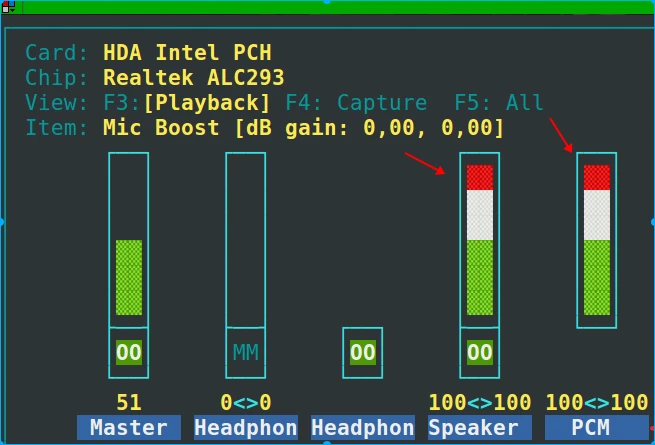 Card: HDA Intel PCH
Chip: Realtek ALC293
View: F3:[Playback] F4: Capture F5: All
Item: Mic Boost [dB gain: 0,00, 0,00]
OO MM OO OO
51 0<>0 100<>100 100<>100
Master Headphon Headphon Speaker PCM